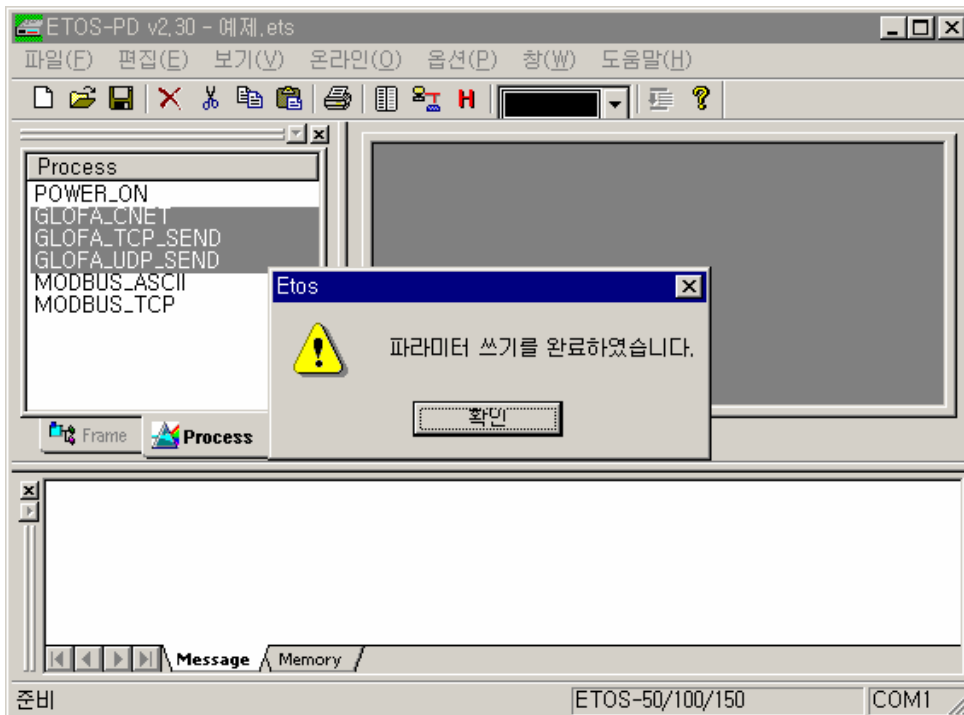 ETOS-PD v2,30 - 예제,ets
파일(F) 편집(E) 보기(V) 온라인(O) 옵션(P) 창(W) 도움말(H)
H
Process
POWER_ON
GLOFA_CNET
GLOFA_TCP_SEND
GLOFA_UDP_SEND
MODBUS_ASCII
MODBUS_TCP
Etos
파라미터 쓰기를 완료하였습니다.
확인
Frame
Process
Message
Memory
준비
ETOS-50/100/150
COM1